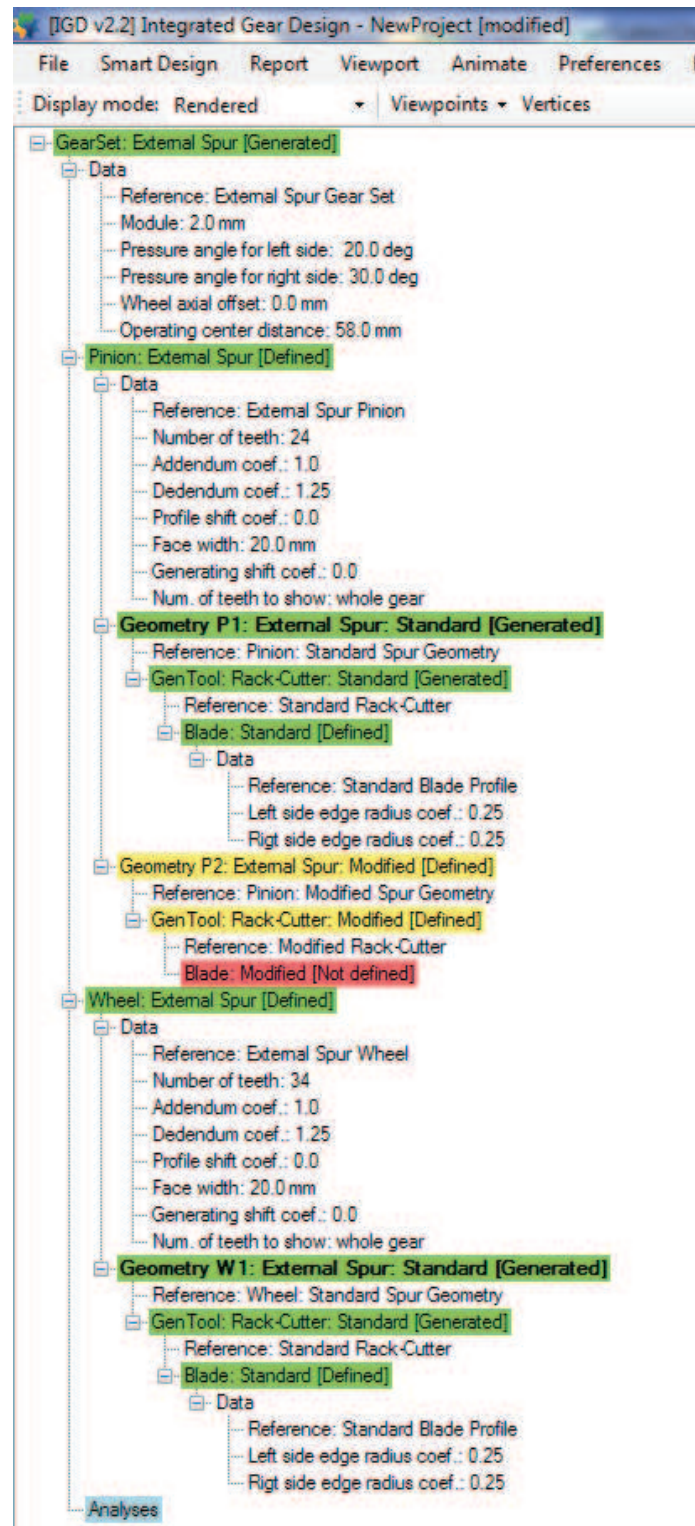 [IGD v2.2] Integrated Gear Design - NewProject [modified]
File Smart Design Report Viewport Animate Preferences
Display mode: Rendered Viewpoints Vertices
GearSet: External Spur [Generated]
Data
Reference: External Spur Gear Set
Module: 2.0 mm
Pressure angle for left side: 20.0 deg
Pressure angle for right side: 30.0 deg
Wheel axial offset: 0.0 mm
Operating center distance: 58.0 mm
Pinion: External Spur [Defined]
Data
Reference: External Spur Pinion
Number of teeth: 24
Addendum coef.: 1.0
Dedendum coef.: 1.25
Profile shift coef.: 0.0
Face width: 20.0 mm
Generating shift coef.: 0.0
Num. of teeth to show: whole gear
Geometry P1: External Spur: Standard [Generated]
Reference: Pinion: Standard Spur Geometry
GenTool: Rack-Cutter: Standard [Generated]
Reference: Standard Rack-Cutter
Blade: Standard [Defined]
Data
Reference: Standard Blade Profile
Left side edge radius coef.: 0.25
Rigt side edge radius coef.: 0.25
Geometry P2: External Spur: Modified [Defined]
Reference: Pinion: Modified Spur Geometry
GenTool: Rack-Cutter: Modified [Defined]
Reference: Modified Rack-Cutter
Blade: Modified [Not defined]
Wheel: External Spur [Defined]
Data
Reference: External Spur Wheel
Number of teeth: 34
Addendum coef.: 1.0
Dedendum coef.: 1.25
Profile shift coef.: 0.0
Face width: 20.0 mm
Generating shift coef.: 0.0
Num. of teeth to show: whole gear
Geometry W1: External Spur: Standard [Generated]
Reference: Wheel: Standard Spur Geometry
GenTool: Rack-Cutter: Standard [Generated]
Reference: Standard Rack-Cutter
Blade: Standard [Defined]
Data
Reference: Standard Blade Profile
Left side edge radius coef.: 0.25
Rigt side edge radius coef.: 0.25
Analyses